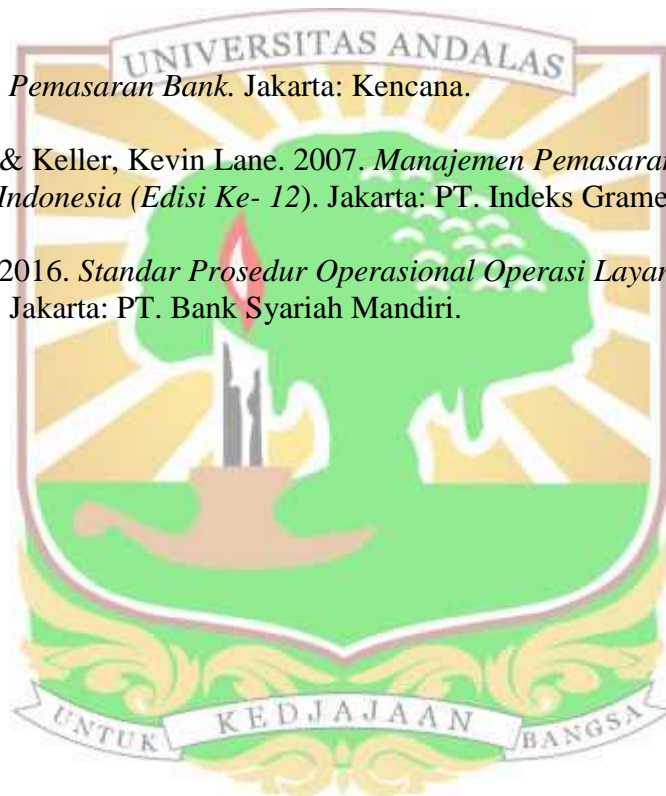 UNIVERSITAS ANDALAS
Pemasaran Bank. Jakarta: Kencana.
& Keller, Kevin Lane. 2007. Manajemen Pemasaran
Indonesia (Edisi Ke- 12). Jakarta: PT. Indeks Grame
2016. Standar Prosedur Operasional Operasi Layan
Jakarta: PT. Bank Syariah Mandiri.
UNTUK KEDJAJAAN BANGSA